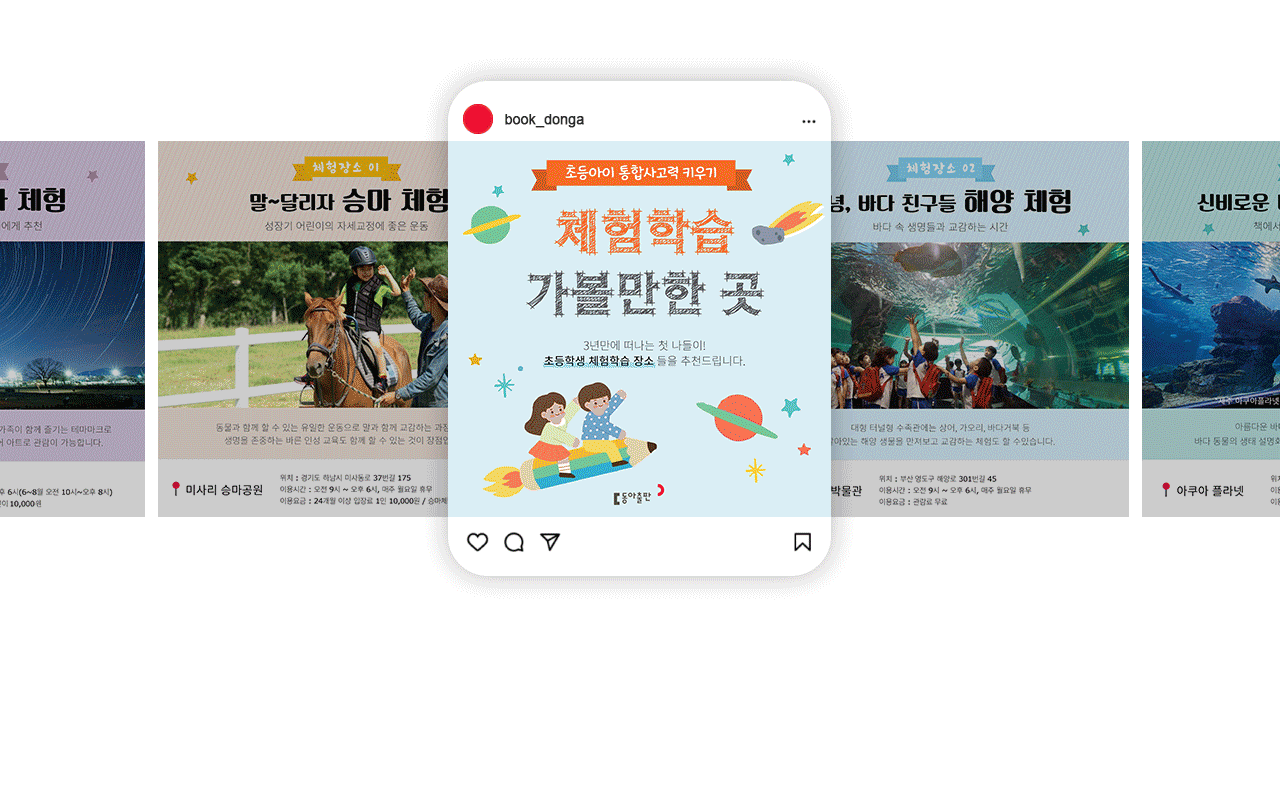 체험
에게 추천
가족이 함께 즐기는 테마파크로
아트로 관람이 가능합니다.
후 6시(6~8월 오전 10시~오후 8시)
10,000원
체험장소 01
말~달리자 승마 체험
성장기 어린이의 자세교정에 좋은 운동
동물과 함께 할 수 있는 유일한 운동으로 말과 함께 교감하는 과정
생명을 존중하는 바른 인성 교육도 함께 할 수 있는 것이 장점입
미사리 승마공원
위치 : 경기도 하남시 미사동로 37번길 175
이용시간 : 오전 9시 ~ 오후 6시, 매주 월요일 휴무
이용요금 : 24개월 이상 입장료 1인 10,000원 / 승마체
book_donga
...
초등아이 통합사고력 키우기
체험학습
가볼만한 곳
3년만에 떠나는 첫 나들이!
초등학생 체험학습 장소들을 추천드립니다.
동아출판
체험장소 02
녕, 바다 친구들 해양 체험
바다 속 생명들과 교감하는 시간
대형 터널형 수족관에는 상어, 가오리, 바다거북 등
있는 해양 생물을 만져보고 교감하는 체험도 할 수있습니다.
박물관
위치 : 부산 영도구 해양로 301번길 45
이용시간 : 오전 9시 ~ 오후 6시, 매주 월요일 휴무
이용요금 : 관람료 무료
신비로운
책에서
*제주 아쿠아플라넷
아름다운 바다
바다 동물의 생태 설명회
아쿠아 플라넷
위치
이용
이용